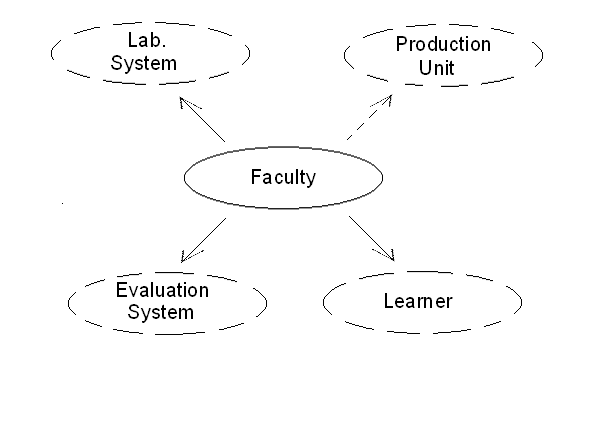 Lab.
System
Production
Unit
Faculty
Evaluation
System
Learner